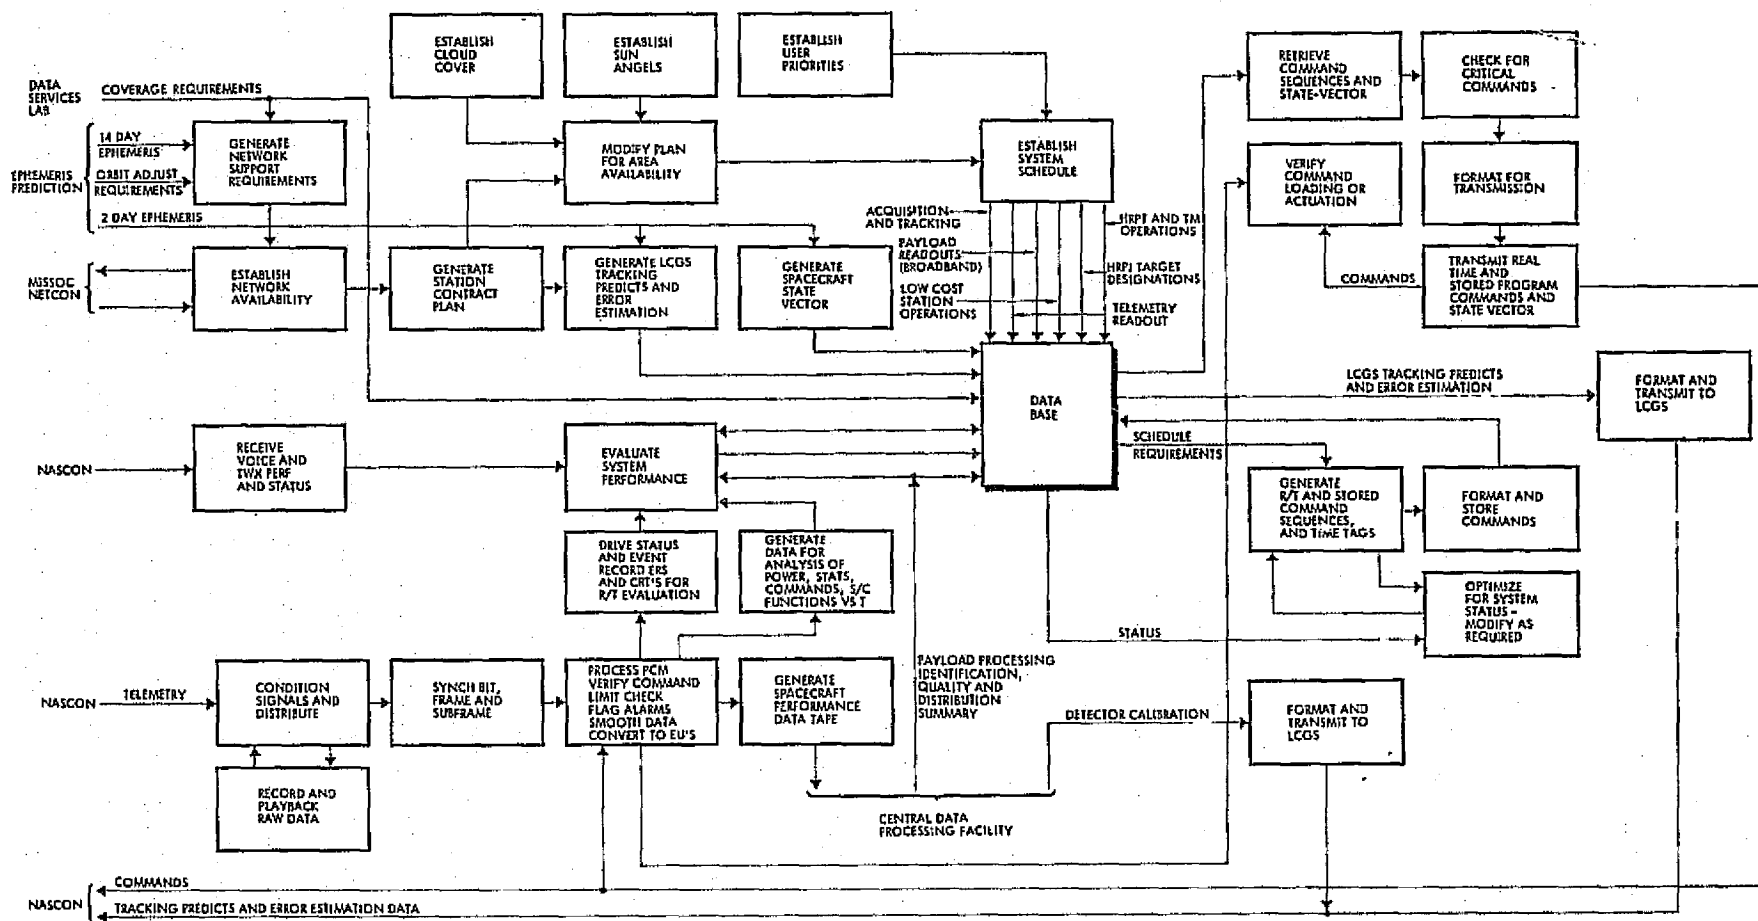 ESTABLISH
CLOUD
COVER
ESTABLISH
SUN
ANGELS
ESTABLISH
USER
PRIORITIES
RETRIEVE
COMMAND
SEQUENCES AND
STATE-VECTOR
CHECK FOR
CRITICAL
COMMANDS
DATA
SERVICES
LAB
COVERAGE REQUIREMENTS
EPHEMERIS
PREDICTION
14 DAY
EPHEMERIS
ORBIT ADJUST
REQUIREMENTS
2 DAY EPHEMERIS
GENERATE
NETWORK
SUPPORT
REQUIREMENTS
MODIFY PLAN
FOR AREA
AVAILABILITY
ESTABLISH
SYSTEM
SCHEDULE
VERIFY
COMMAND
LOADING OR
ACTUATION
FORMAT FOR
TRANSMISSION
ACQUISITION
AND TRACKING
PAYLOAD
READOUTS
(BROADBAND)
LOW COST
STATION
OPERATIONS
HRPI AND TM
OPERATIONS
HRPI TARGET
DESIGNATIONS
TELEMETRY
READOUT
MISSOC
NETCON
ESTABLISH
NETWORK
AVAILABILITY
GENERATE
STATION
CONTRACT
PLAN
GENERATE LCGS
TRACKING
PREDICTS AND
ERROR
ESTIMATION
GENERATE
SPACECRAFT
STATE
VECTOR
COMMANDS
TRANSMIT REAL
TIME AND
STORED PROGRAM
COMMANDS AND
STATE VECTOR
DATA
BASE
LCGS TRACKING PREDICTS
AND ERROR ESTIMATION
FORMAT AND
TRANSMIT TO
LCGS
NASCON
RECEIVE
VOICE AND
TWX PERF
AND STATUS
EVALUATE
SYSTEM
PERFORMANCE
SCHEDULE
REQUIREMENTS
GENERATE
R/T AND STORED
COMMAND
SEQUENCES,
AND TIME TAGS
FORMAT AND
STORE
COMMANDS
DRIVE STATUS
AND EVENT
RECORD ERS
AND CRT'S FOR
R/T EVALUATION
GENERATE
DATA FOR
ANALYSIS OF
POWER, STATS,
COMMANDS, S/C
FUNCTIONS VS T
OPTIMIZE
FOR SYSTEM
STATUS -
MODIFY AS
REQUIRED
STATUS
NASCON
TELEMETRY
CONDITION
SIGNALS AND
DISTRIBUTE
SYNCH BIT,
FRAME AND
SUBFRAME
PROCESS PCM
VERIFY COMMAND
LIMIT CHECK
FLAG ALARMS
SMOOTH DATA
CONVERT TO EU'S
GENERATE
SPACECRAFT
PERFORMANCE
DATA TAPE
PAYLOAD PROCESSING
IDENTIFICATION,
QUALITY AND
DISTRIBUTION
SUMMARY
DETECTOR CALIBRATION
FORMAT AND
TRANSMIT TO
LCGS
RECORD AND
PLAYBACK
RAW DATA
CENTRAL DATA
PROCESSING FACILITY
NASCON
COMMANDS
TRACKING PREDICTS AND ERROR ESTIMATION DATA